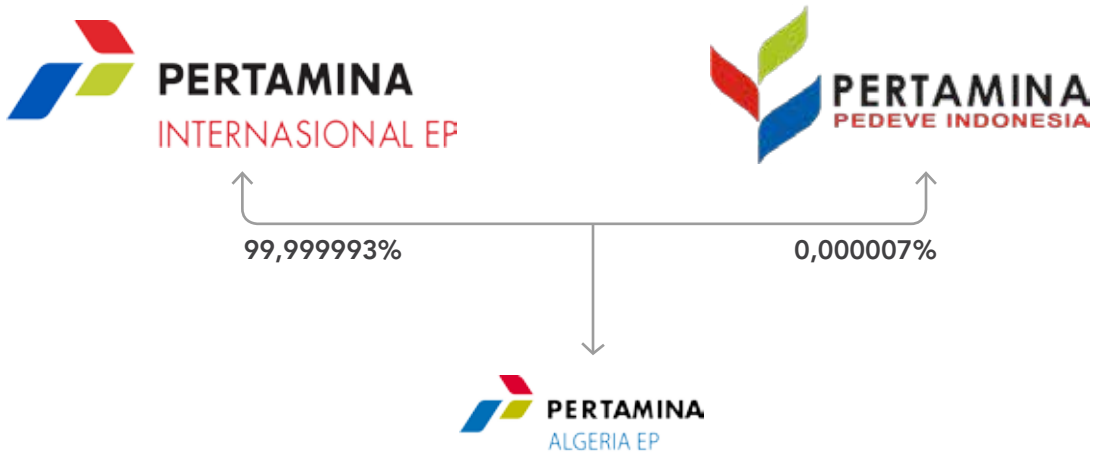 PERTAMINA
INTERNASIONAL EP
PERTAMINA
PEDEVE INDONESIA
99,999993%
0,000007%
PERTAMINA
ALGERIA EP